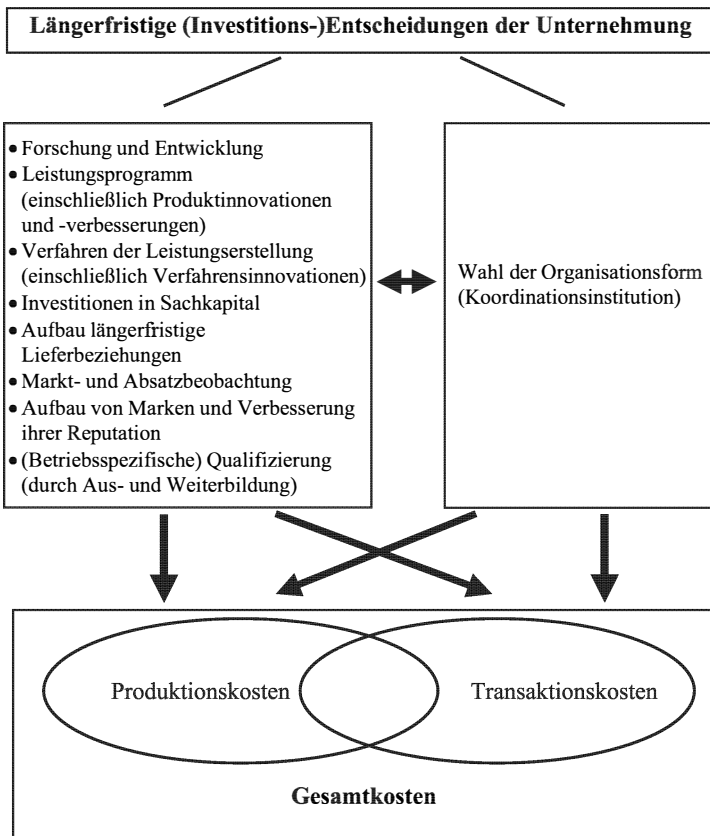 Längerfristige (Investitions-)Entscheidungen der Unternehmung
• Forschung und Entwicklung
• Leistungsprogramm
(einschließlich Produktinnovationen
und -verbesserungen)
• Verfahren der Leistungserstellung
(einschließlich Verfahrensinnovationen)
• Investitionen in Sachkapital
• Aufbau längerfristige
Lieferbeziehungen
• Markt- und Absatzbeobachtung
• Aufbau von Marken und Verbesserung
ihrer Reputation
• (Betriebsspezifische) Qualifizierung
(durch Aus- und Weiterbildung)
Wahl der Organisationsform
(Koordinationsinstitution)
Produktionskosten
Transaktionskosten
Gesamtkosten